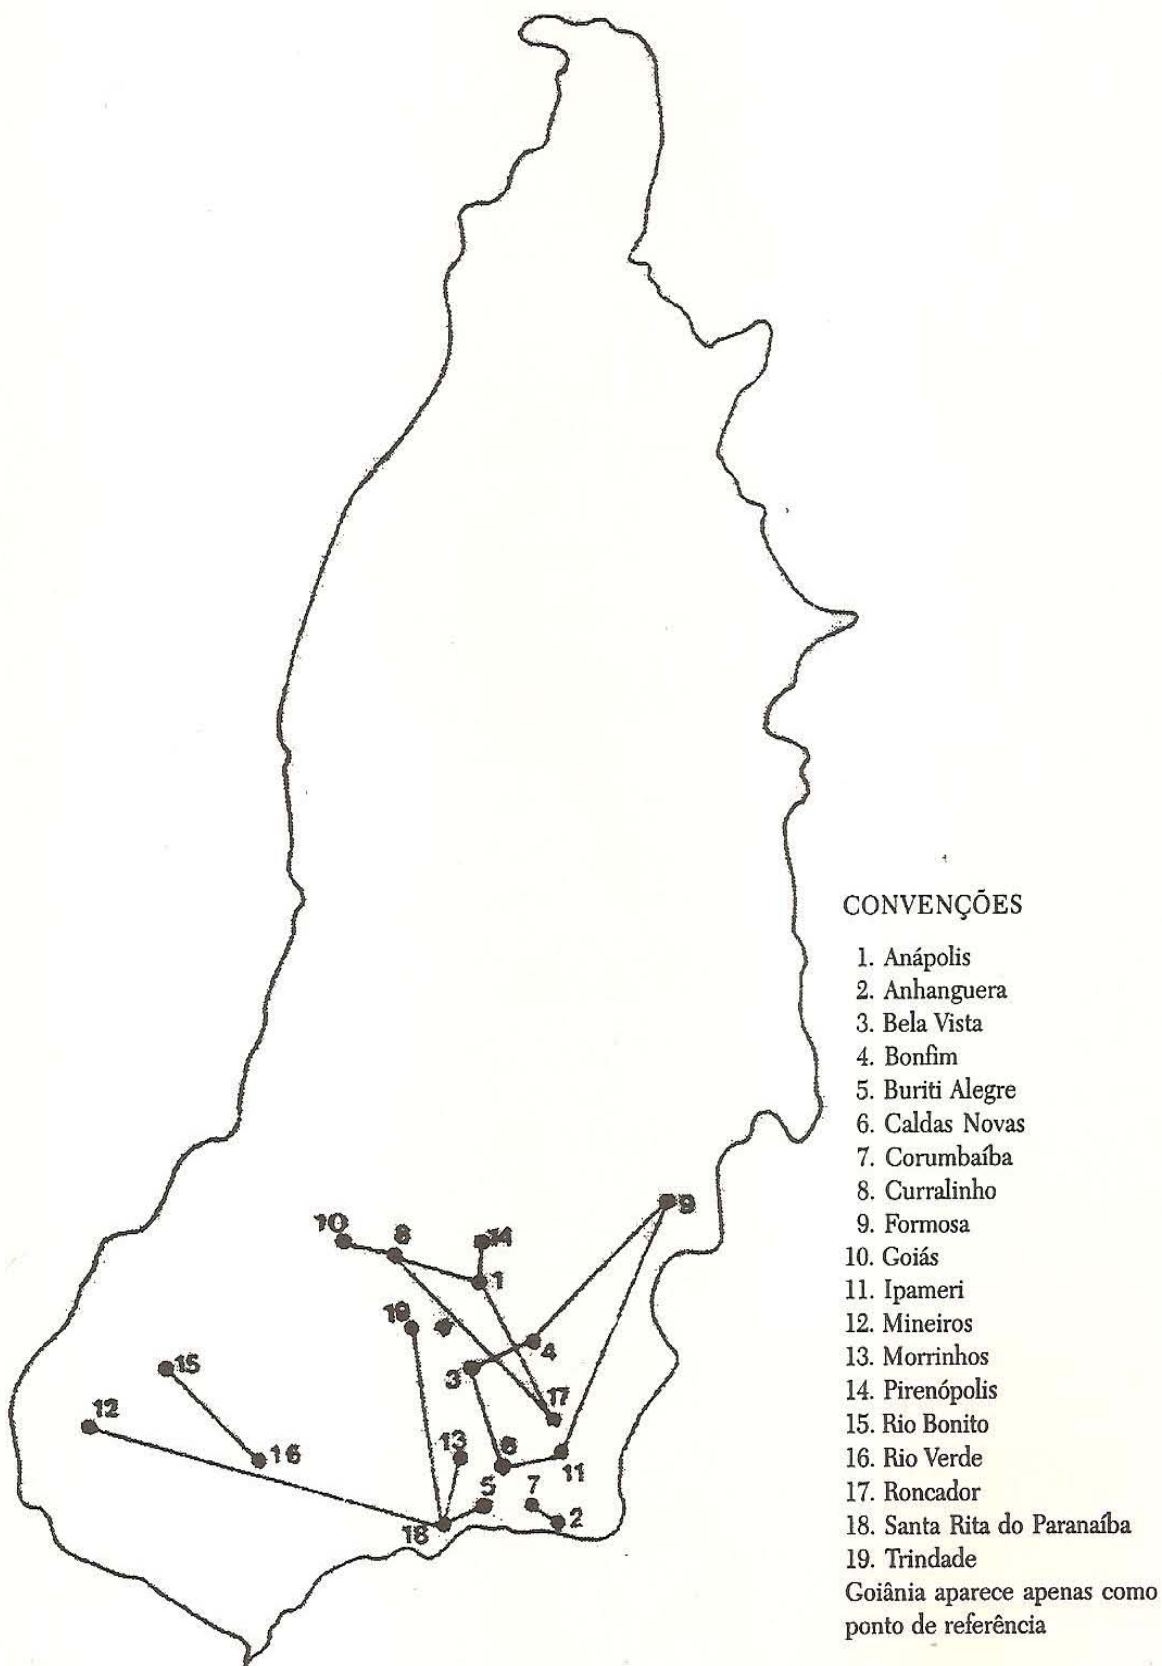 10
8
14
9
1
19
4
3
15
17
12
16
13
6
11
5
7
18
2
CONVENÇÕES
1. Anápolis
2. Anhanguera
3. Bela Vista
4. Bonfim
5. Buriti Alegre
6. Caldas Novas
7. Corumbaíba
8. Curralinho
9. Formosa
10. Goiás
11. Ipameri
12. Mineiros
13. Morrinhos
14. Pirenópolis
15. Rio Bonito
16. Rio Verde
17. Roncador
18. Santa Rita do Paranaíba
19. Trindade
Goiânia aparece apenas como
ponto de referência